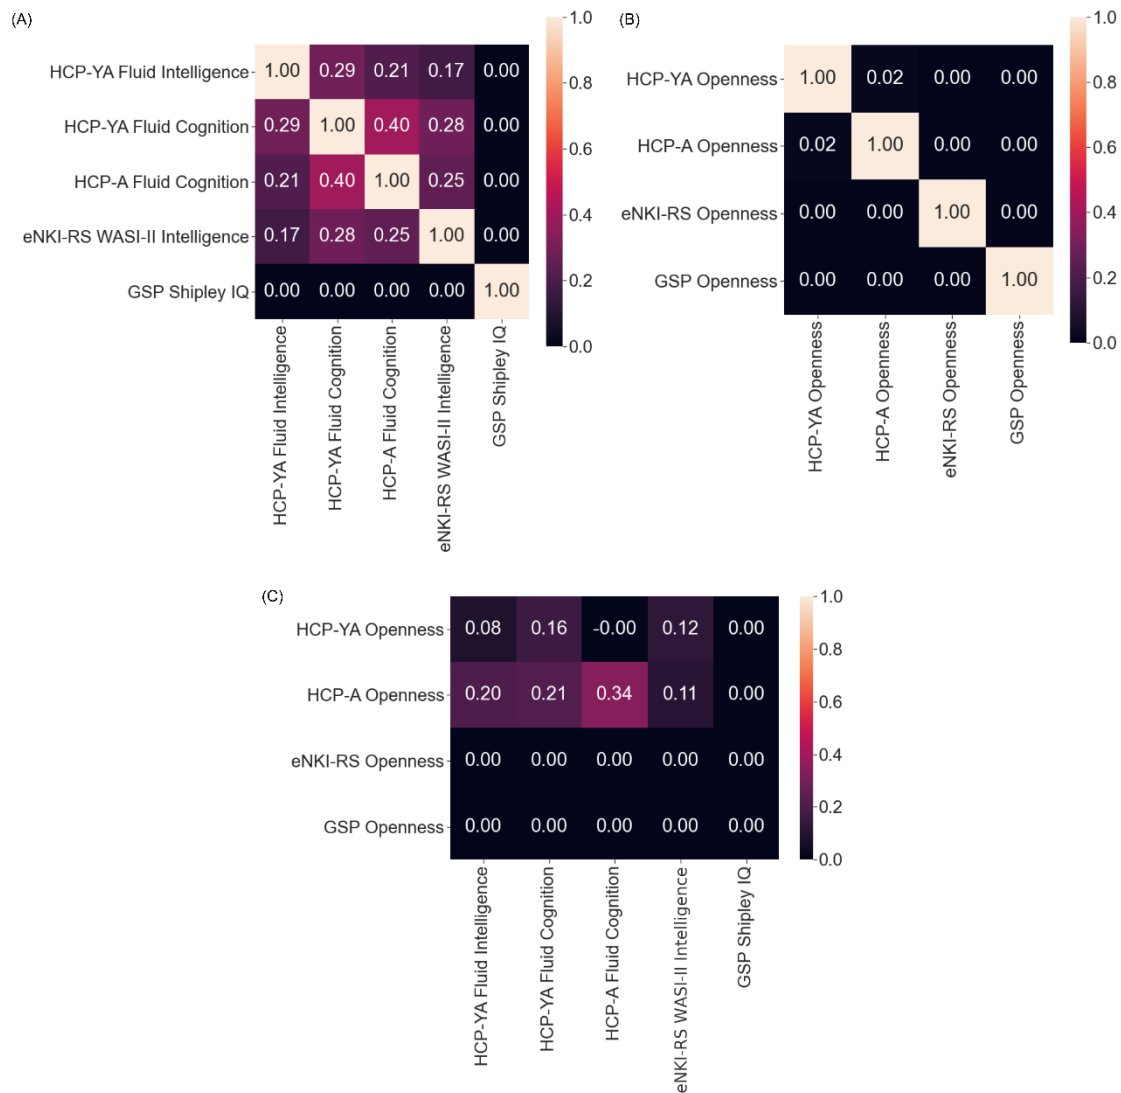 (A)
HCP-YA Fluid Intelligence 1.00 0.29 0.21 0.17 0.00
HCP-YA Fluid Cognition 0.29 1.00 0.40 0.28 0.00
HCP-A Fluid Cognition 0.21 0.40 1.00 0.25 0.00
eNKI-RS WASI-II Intelligence 0.17 0.28 0.25 1.00 0.00
GSP Shipley IQ 0.00 0.00 0.00 0.00 1.00
HCP-YA Fluid Intelligence
HCP-YA Fluid Cognition
HCP-A Fluid Cognition
eNKI-RS WASI-II Intelligence
GSP Shipley IQ
1.0
0.8
0.6
0.4
0.2
0.0
(B)
HCP-YA Openness 1.00 0.02 0.00 0.00
HCP-A Openness 0.02 1.00 0.00 0.00
eNKI-RS Openness 0.00 0.00 1.00 0.00
GSP Openness 0.00 0.00 0.00 1.00
HCP-YA Openness
HCP-A Openness
eNKI-RS Openness
GSP Openness
1.0
0.8
0.6
0.4
0.2
0.0
(C)
HCP-YA Openness 0.08 0.16 -0.00 0.12 0.00
HCP-A Openness 0.20 0.21 0.34 0.11 0.00
eNKI-RS Openness 0.00 0.00 0.00 0.00 0.00
GSP Openness 0.00 0.00 0.00 0.00 0.00
HCP-YA Fluid Intelligence
HCP-YA Fluid Cognition
HCP-A Fluid Cognition
eNKI-RS WASI-II Intelligence
GSP Shipley IQ
1.0
0.8
0.6
0.4
0.2
0.0